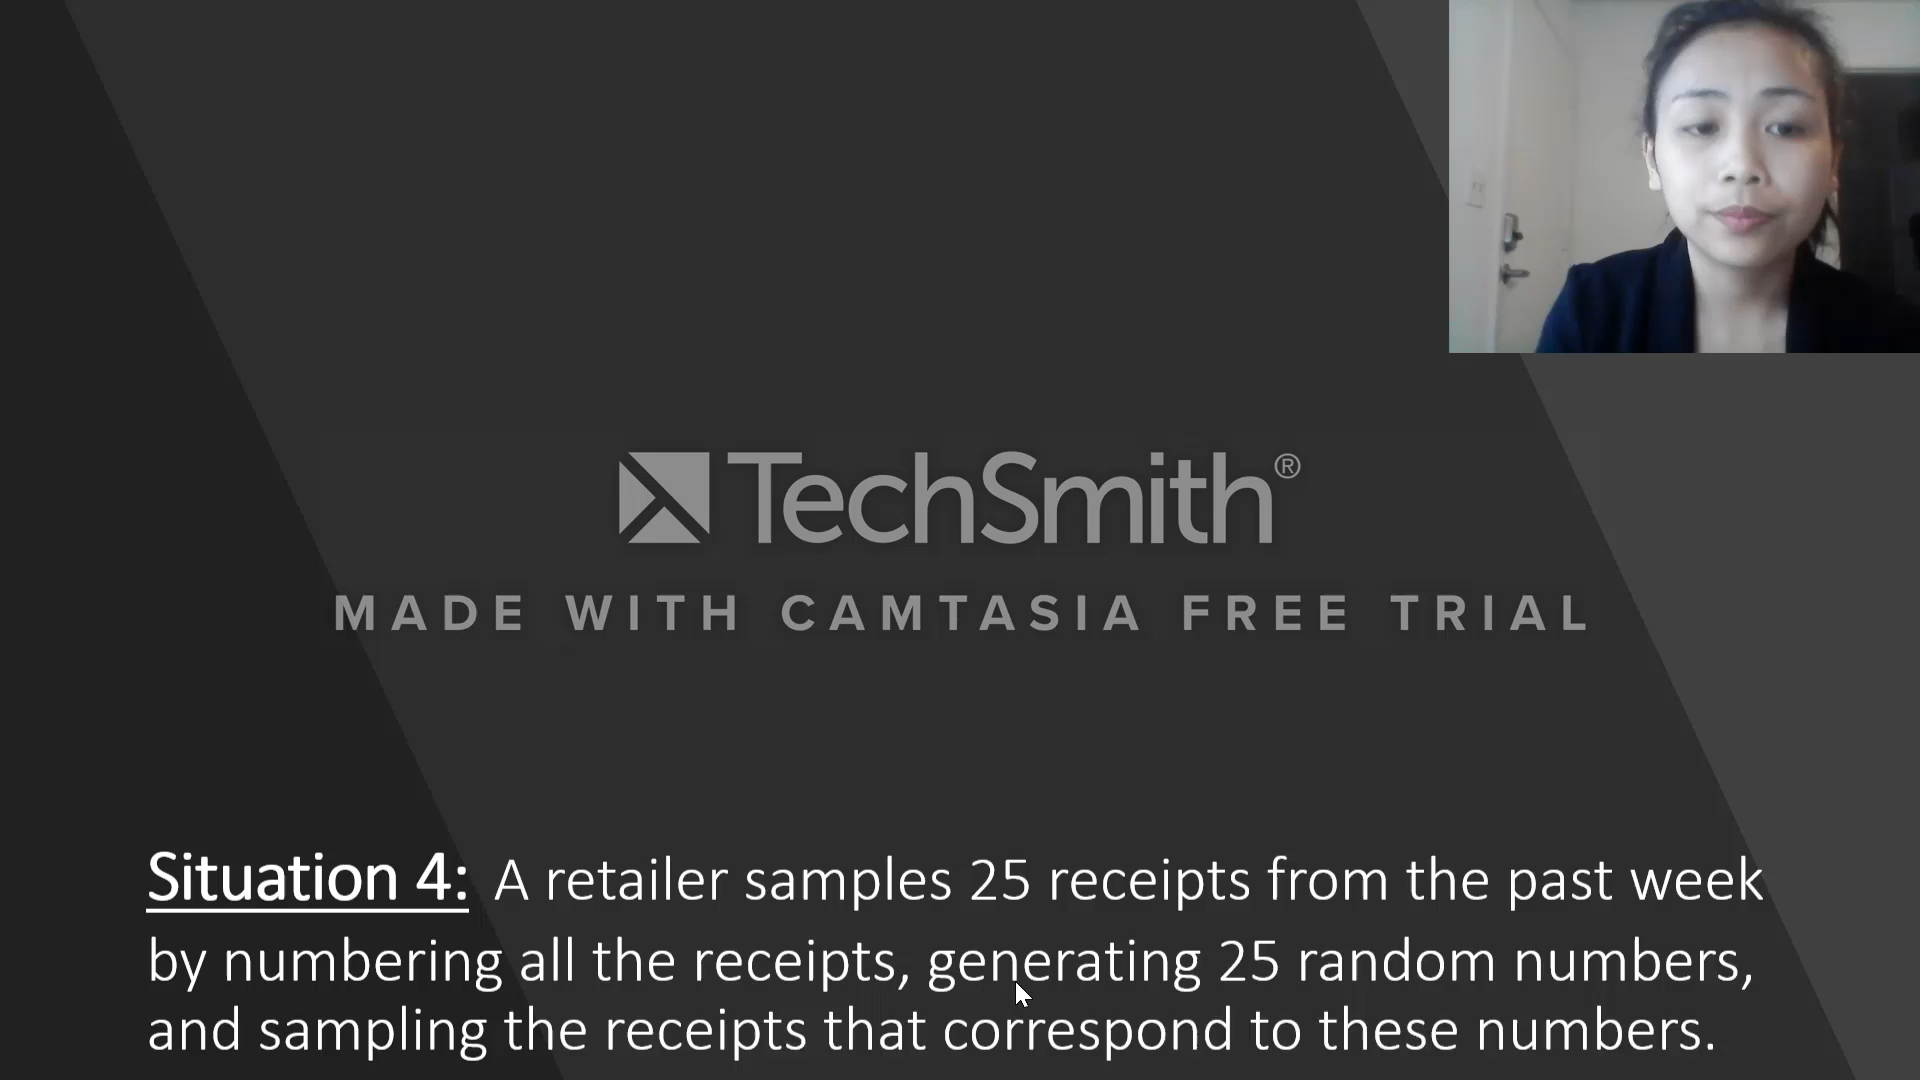 TechSmith®
MADE WITH CAMTASIA FREE TRIAL
Situation 4: A retailer samples 25 receipts from the past week
by numbering all the receipts, generating 25 random numbers,
and sampling the receipts that correspond to these numbers.